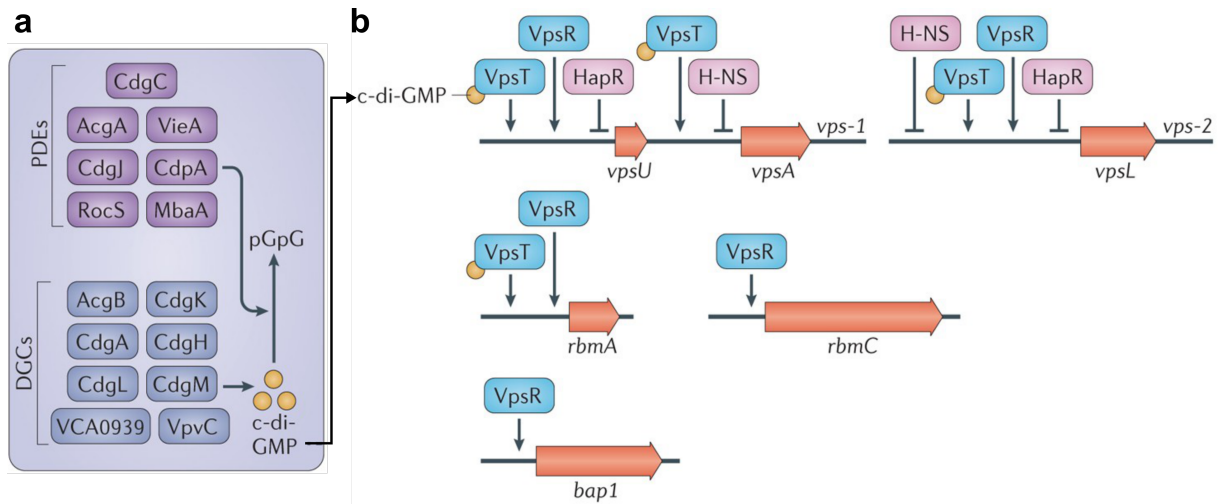 a
PDEs
CdgC
AcgA VieA
CdgJ CdpA
RocS MbaA
pGpG
DGCs
AcgB CdgK
CdgA CdgH
CdgL CdgM
VCA0939 VpvC
c-di-
GMP
b
c-di-GMP
VpsR VpsT
VpsT HapR H-NS
vps-1
vpsU vpsA
H-NS VpsR
VpsT HapR
vps-2
vpsL
VpsR
VpsT
rbmA
VpsR
rbmC
VpsR
bap1